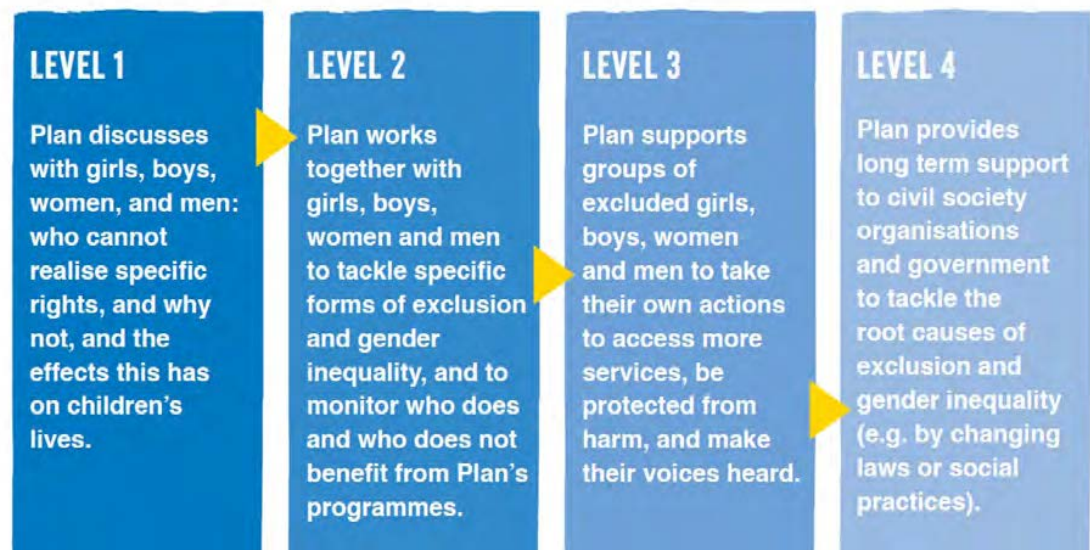 LEVEL 1
Plan discusses
with girls, boys,
women, and men:
who cannot
realise specific
rights, and why
not, and the
effects this has
on children’s
lives.
LEVEL 2
Plan works
together with
girls, boys,
women and men
to tackle specific
forms of exclusion
and gender
inequality, and to
monitor who does
and who does not
benefit from Plan’s
programmes.
LEVEL 3
Plan supports
groups of
excluded girls,
boys, women
and men to take
their own actions
to access more
services, be
protected from
harm, and make
their voices heard.
LEVEL 4
Plan provides
long term support
to civil society
organisations
and government
to tackle the
root causes of
exclusion and
gender inequality
(e.g. by changing
laws or social
practices).